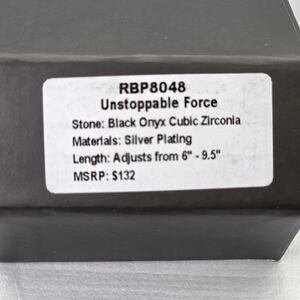 RBP8048
Unstoppable Force
Stone: Black Onyx Cubic Zirconia
Materials: Silver Plating
Length: Adjusts from 6" - 9.5"
MSRP: $132